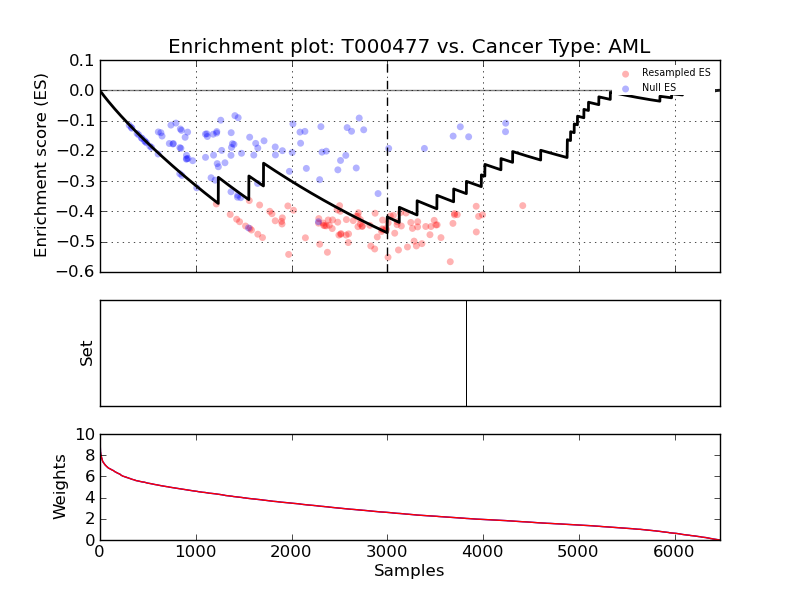 Enrichment plot: T000477 vs. Cancer Type: AML
0.1
0.0
−0.1
−0.2
−0.3
−0.4
−0.5
−0.6
Enrichment score (ES)
Resampled ES
Null ES
Set
10
8
6
4
2
0
Weights
0 1000 2000 3000 4000 5000 6000
Samples